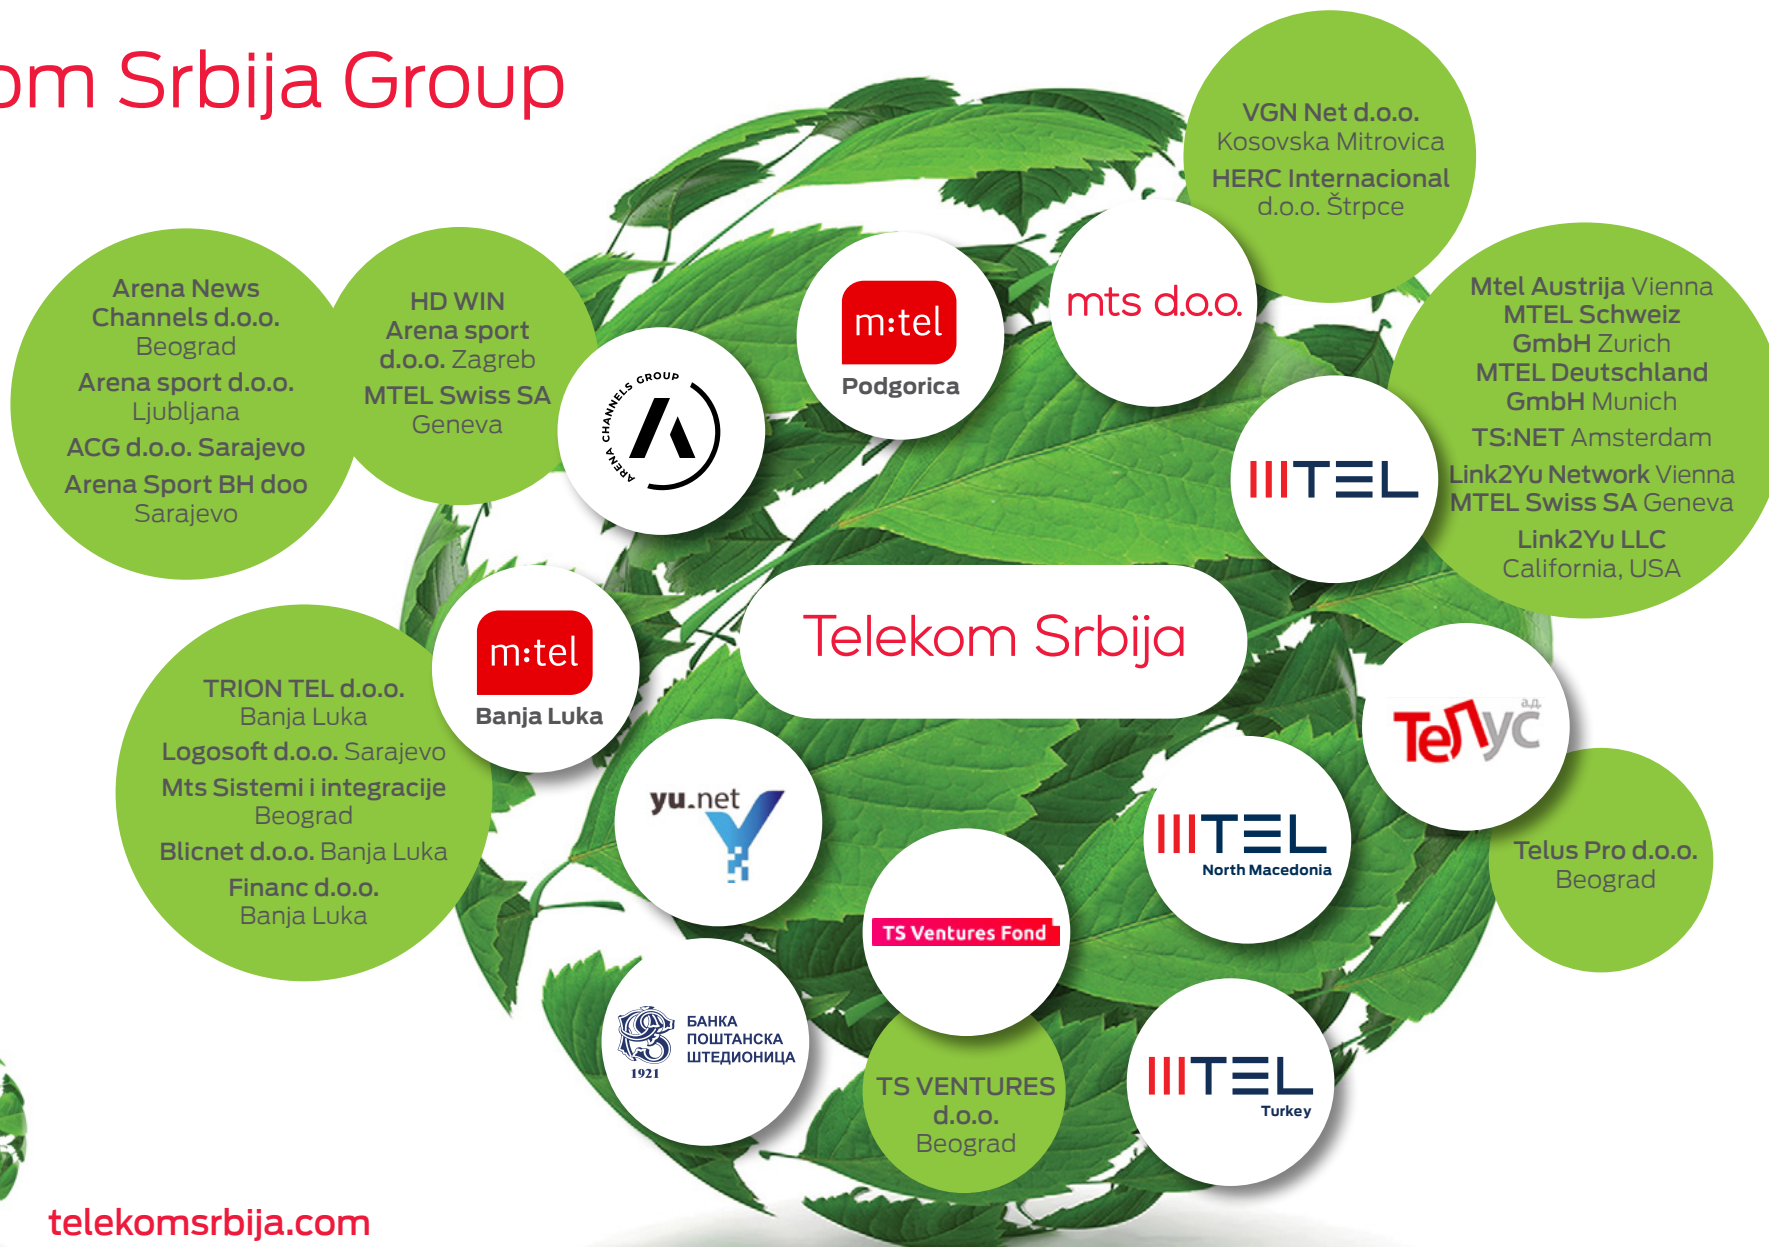 om Srbija Group
VGN Net d.o.o.
Kosovska Mitrovica
HERC Internacional
d.o.o. Štrpce
Arena News
Channels d.o.o.
Beograd
Arena sport d.o.o.
Ljubljana
ACG d.o.o. Sarajevo
Arena Sport BH doo
Sarajevo
HD WIN
Arena sport
d.o.o. Zagreb
MTEL Swiss SA
Geneva
ARENA CHANNELS GROUP
m:tel
Podgorica
mts d.o.o.
Mtel Austrija Vienna
MTEL Schweiz
GmbH Zurich
MTEL Deutschland
GmbH Munich
TS:NET Amsterdam
Link2Yu Network Vienna
MTEL Swiss SA Geneva
Link2Yu LLC
California, USA
MTEL
Telekom Srbija
m:tel
Banja Luka
TRION TEL d.o.o.
Banja Luka
Logosoft d.o.o. Sarajevo
Mts Sistemi i integracije
Beograd
Blicnet d.o.o. Banja Luka
Financ d.o.o.
Banja Luka
yu.net
Телус а.д.
MTEL
North Macedonia
Telus Pro d.o.o.
Beograd
TS Ventures Fond
TS VENTURES
d.o.o.
Beograd
БАНКА
ПОШТАНСКА
ШТЕДИОНИЦА
1921
MTEL
Turkey
telekomsrbija.com